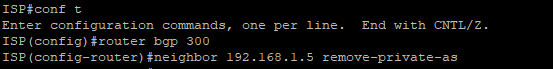 ISP#conf t
Enter configuration commands, one per line.  End with CNTL/Z.
ISP(config)#router bgp 300
ISP(config-router)#neighbor 192.168.1.5 remove-private-as